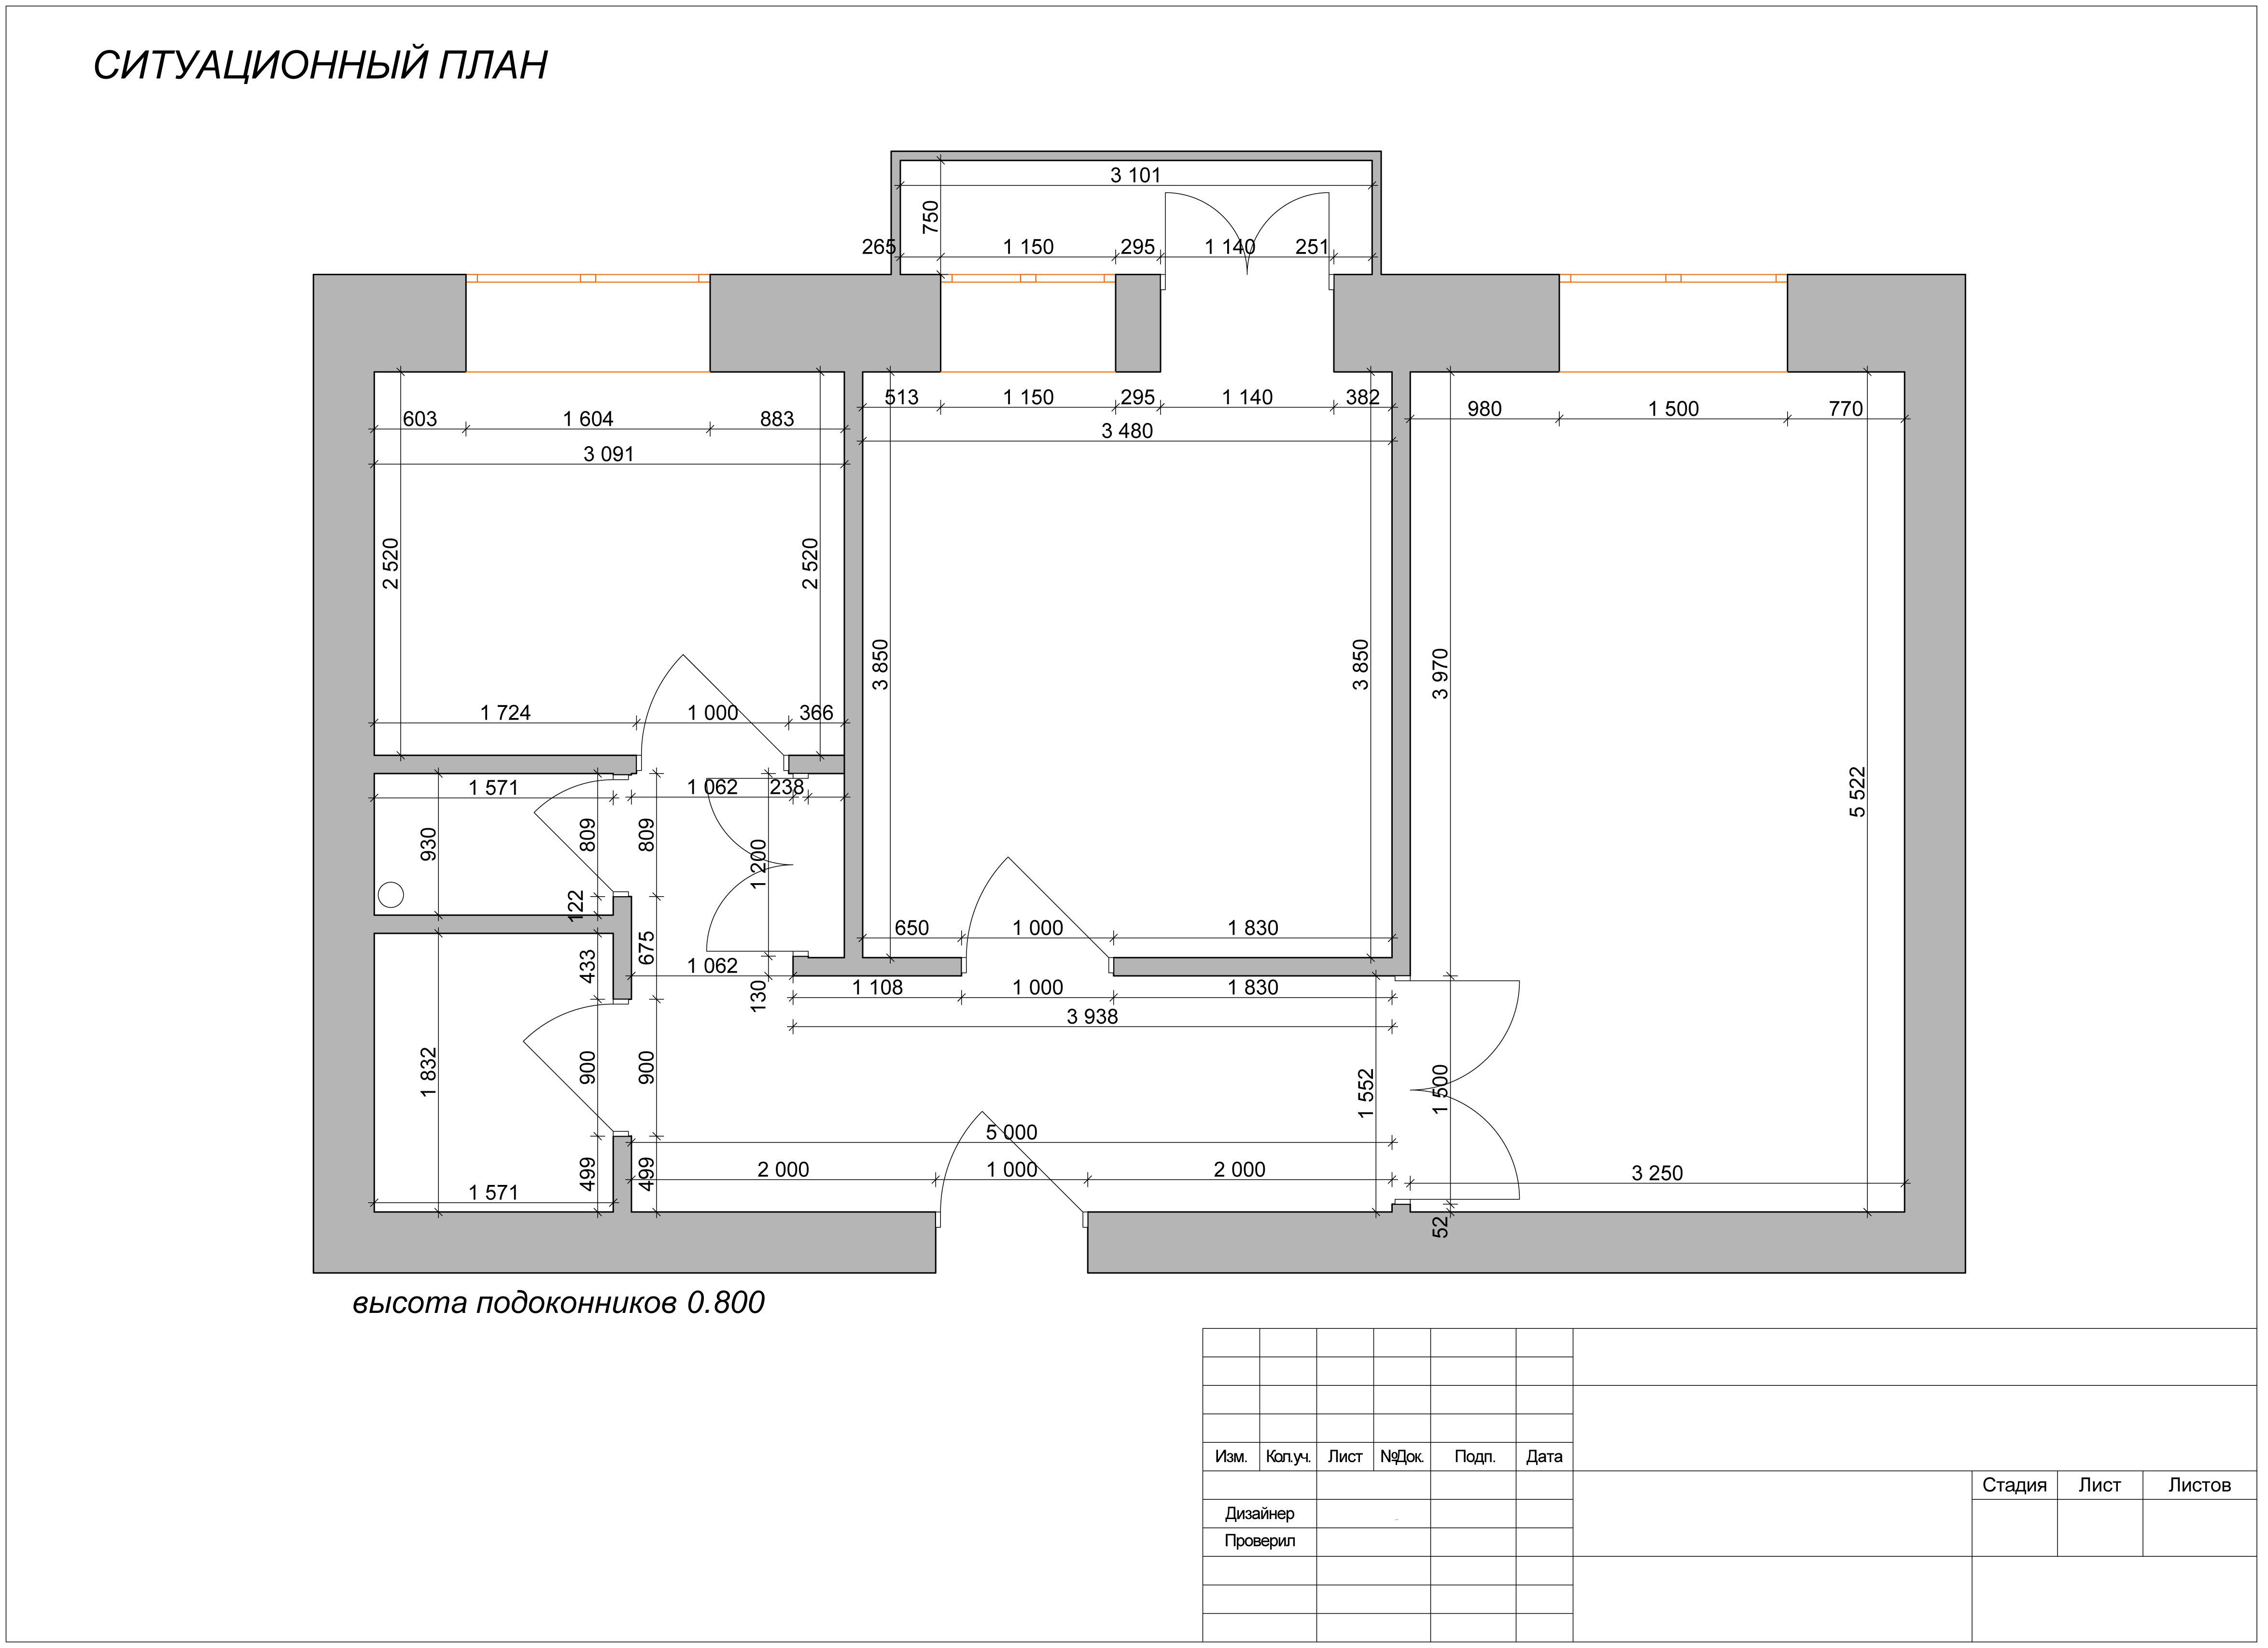 СИТУАЦИОННЫЙ ПЛАН
3 101
750
265 1 150 295 1 140 251
513 1 150 295 1 140 382
603 1 604 883
980 1 500 770
3 480
3 091
2 520
2 520
3 850
3 850
3 970
5 522
1 724 1 000 366
1 571
1 062 238
930
809
809
1 200
122
433
675
650 1 000 1 830
1 062
130
1 108 1 000 1 830
3 938
1 832
900
900
1 552
1 500
5 000
2 000 1 000 2 000
499
499
1 571
3 250
52
высота подоконников 0.800
Изм. Кол.уч. Лист №Док. Подп. Дата
Стадия Лист Листов
Дизайнер
Проверил